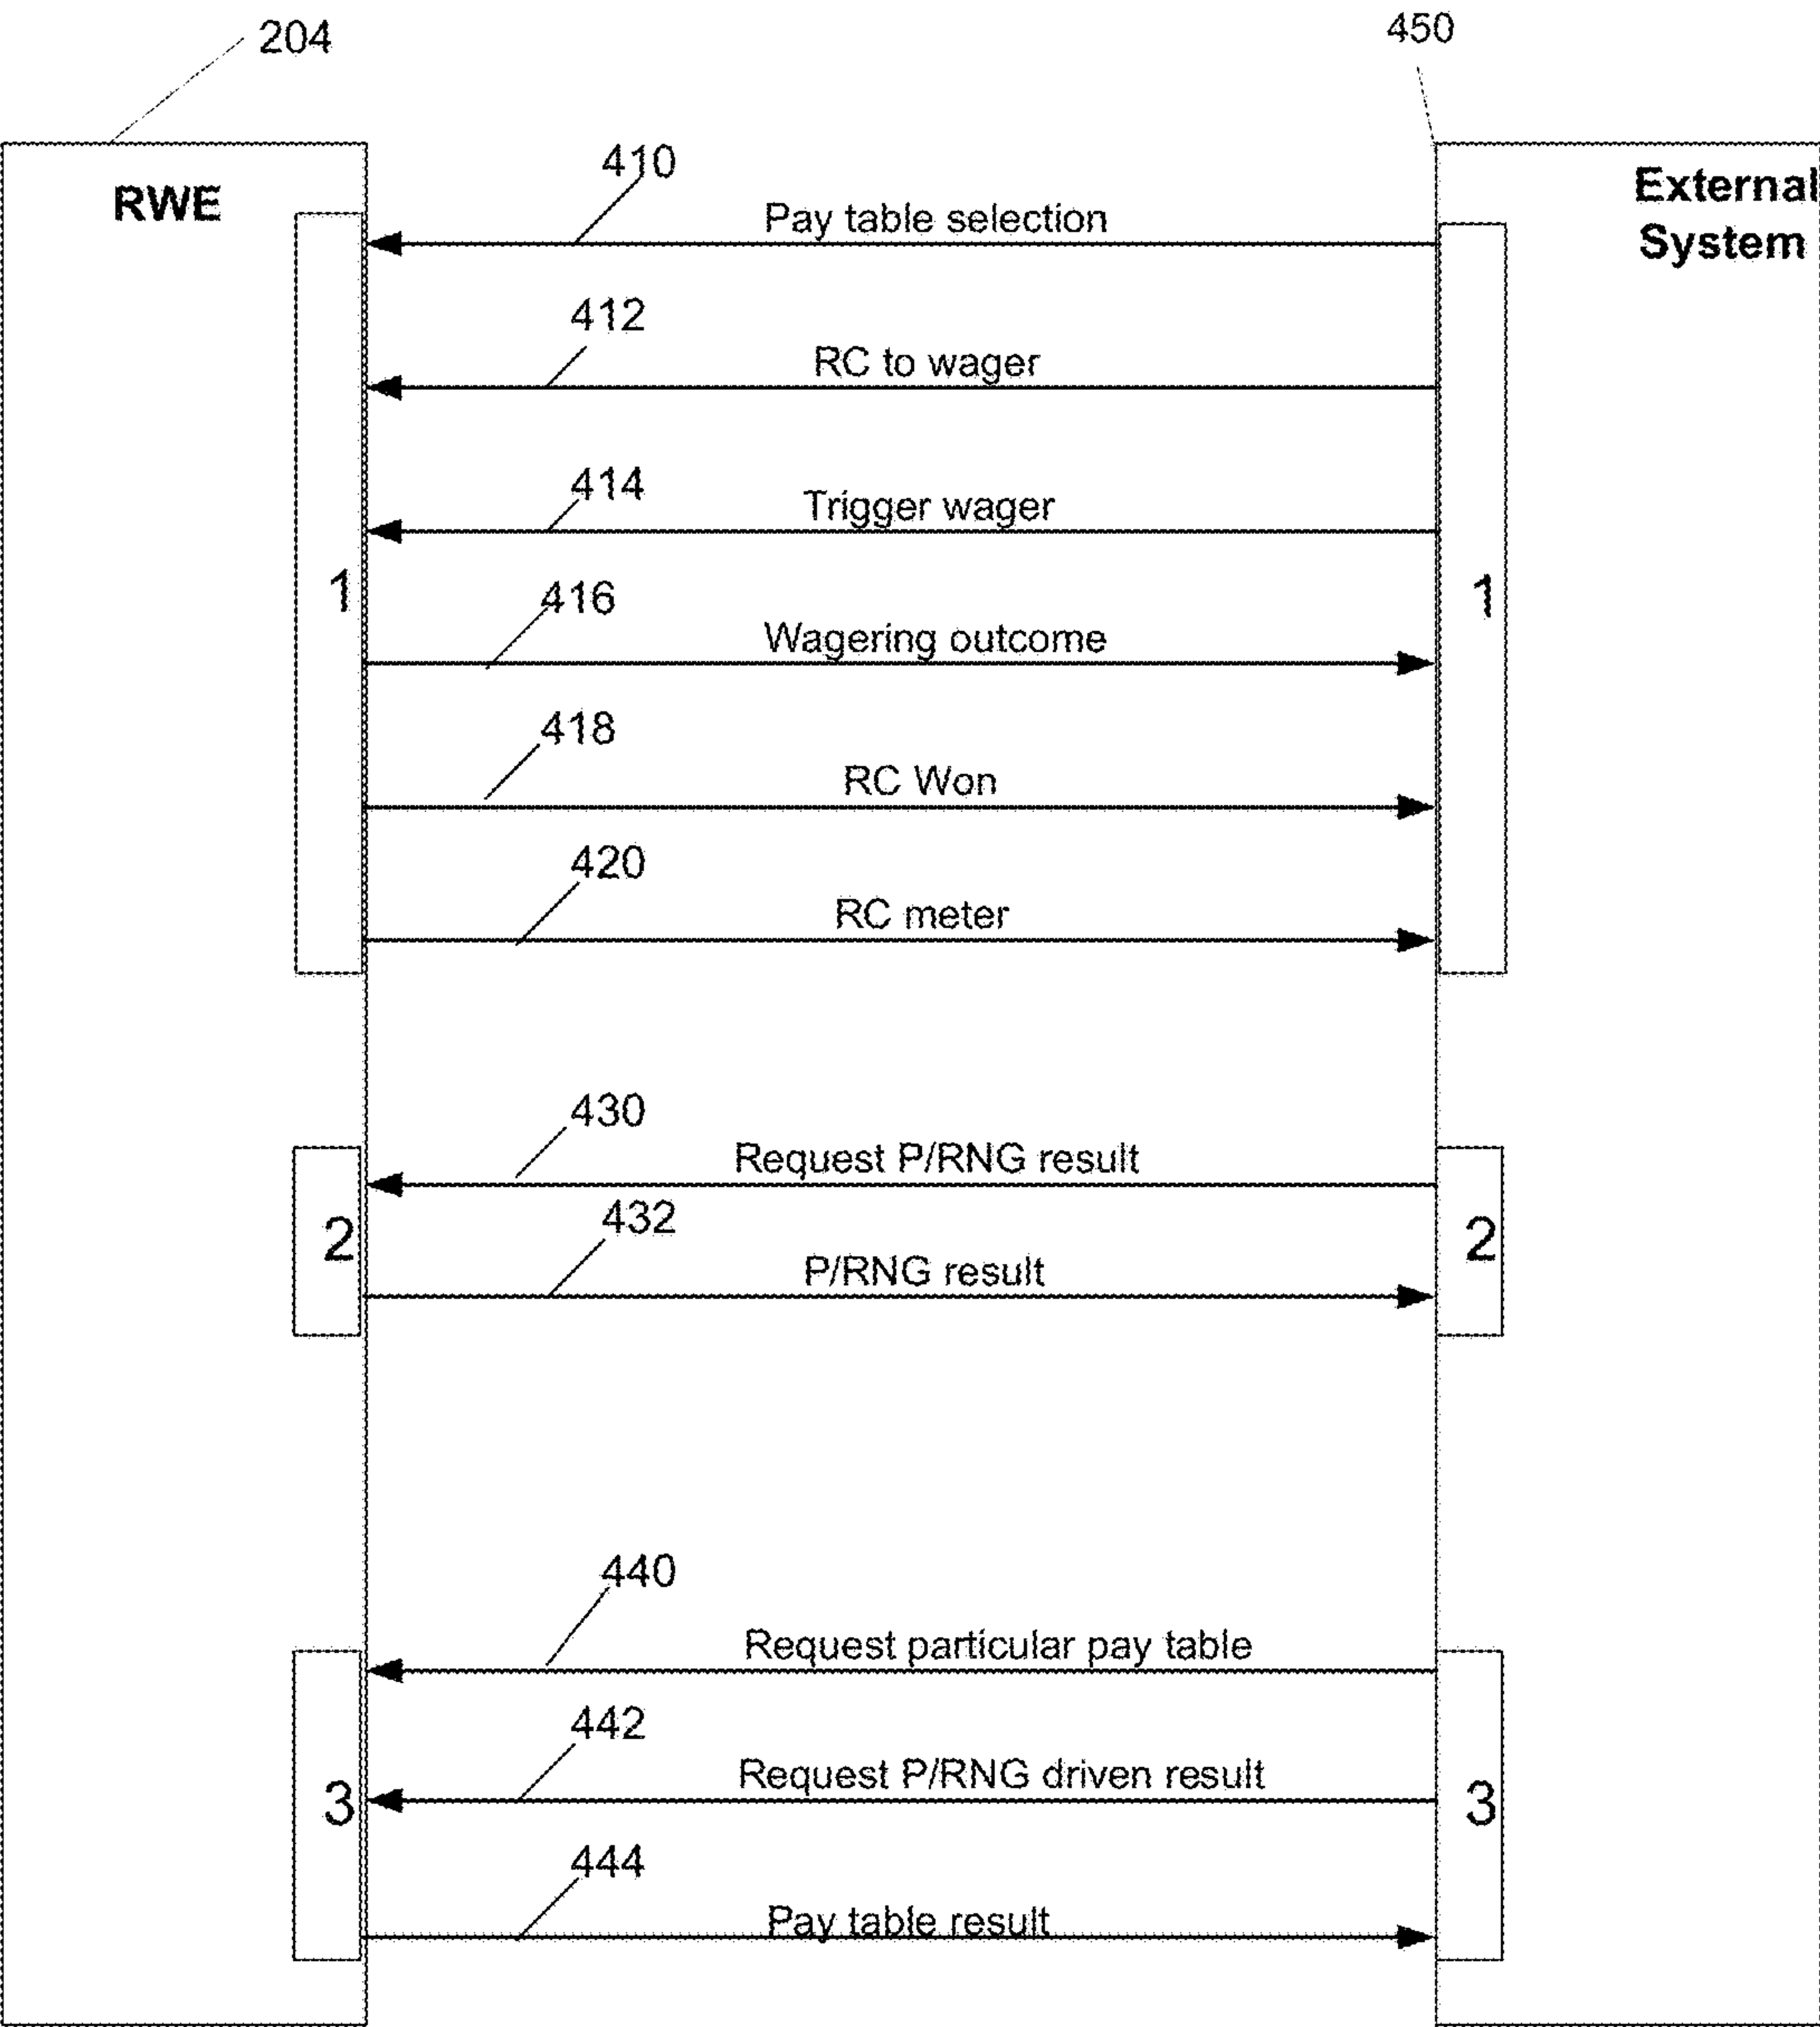 204
450
RWE
External
System
410
Pay table selection
412
RC to wager
414
Trigger wager
1
1
416
Wagering outcome
418
RC Won
420
RC meter
430
Request P/RNG result
2
2
432
P/RNG result
440
Request particular pay table
442
Request P/RNG driven result
3
3
444
Pay table result